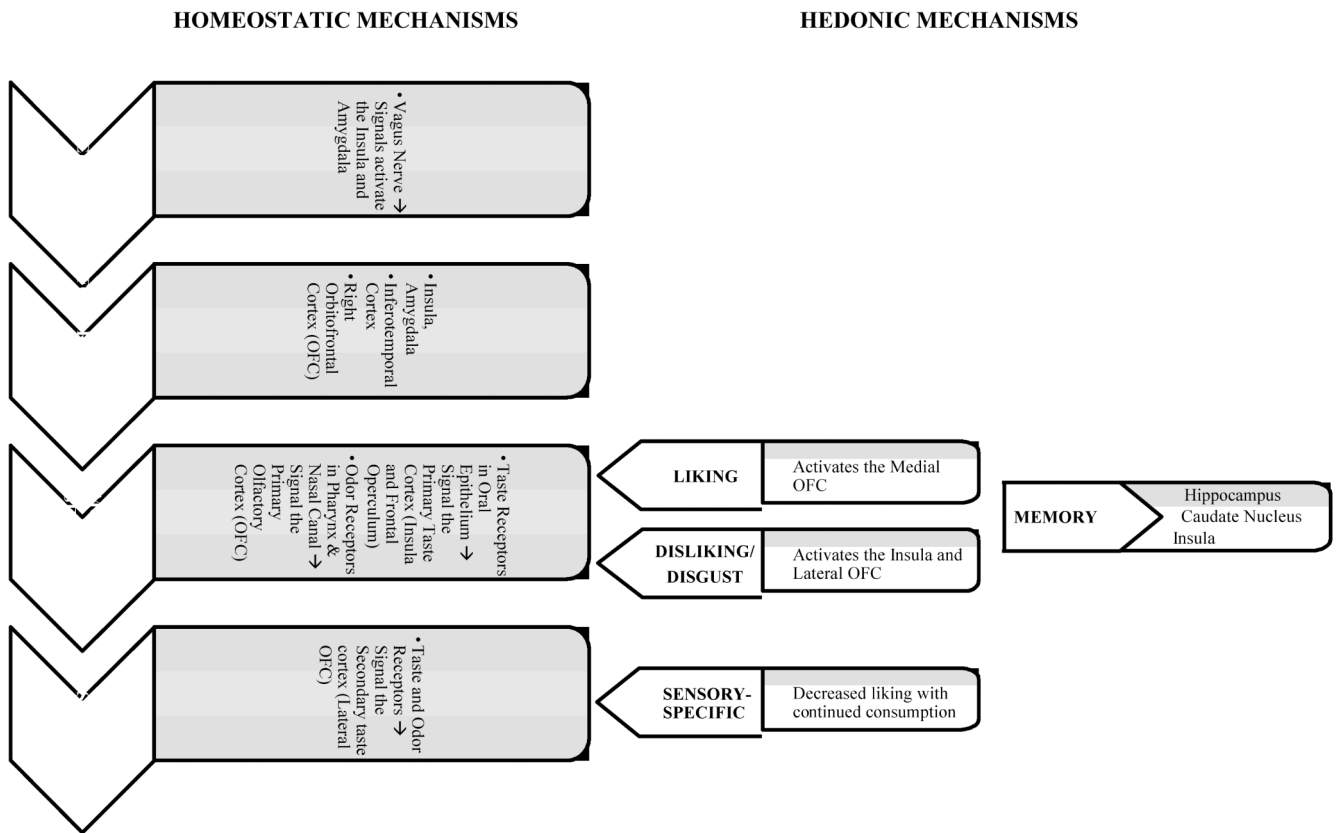 HOMEOSTATIC MECHANISMS
HEDONIC MECHANISMS
• Vagus Nerve →
Signals activate
the Insula and
Amygdala
• Insula,
Amygdala
• Inferotemporal
Cortex
• Right
Orbitofrontal
Cortex (OFC)
• Taste Receptors
in Oral
Epithelium →
Signal the
Primary Taste
Cortex (Insula
and Frontal
Operculum)
• Odor Receptors
in Pharynx &
Nasal Canal →
Signal the
Primary
Olfactory
Cortex (OFC)
LIKING
Activates the Medial
OFC
DISLIKING/
DISGUST
Activates the Insula and
Lateral OFC
MEMORY
Hippocampus
Caudate Nucleus
Insula
• Taste and Odor
Receptors →
Signal the
Secondary taste
cortex (Lateral
OFC)
SENSORY-
SPECIFIC
Decreased liking with
continued consumption